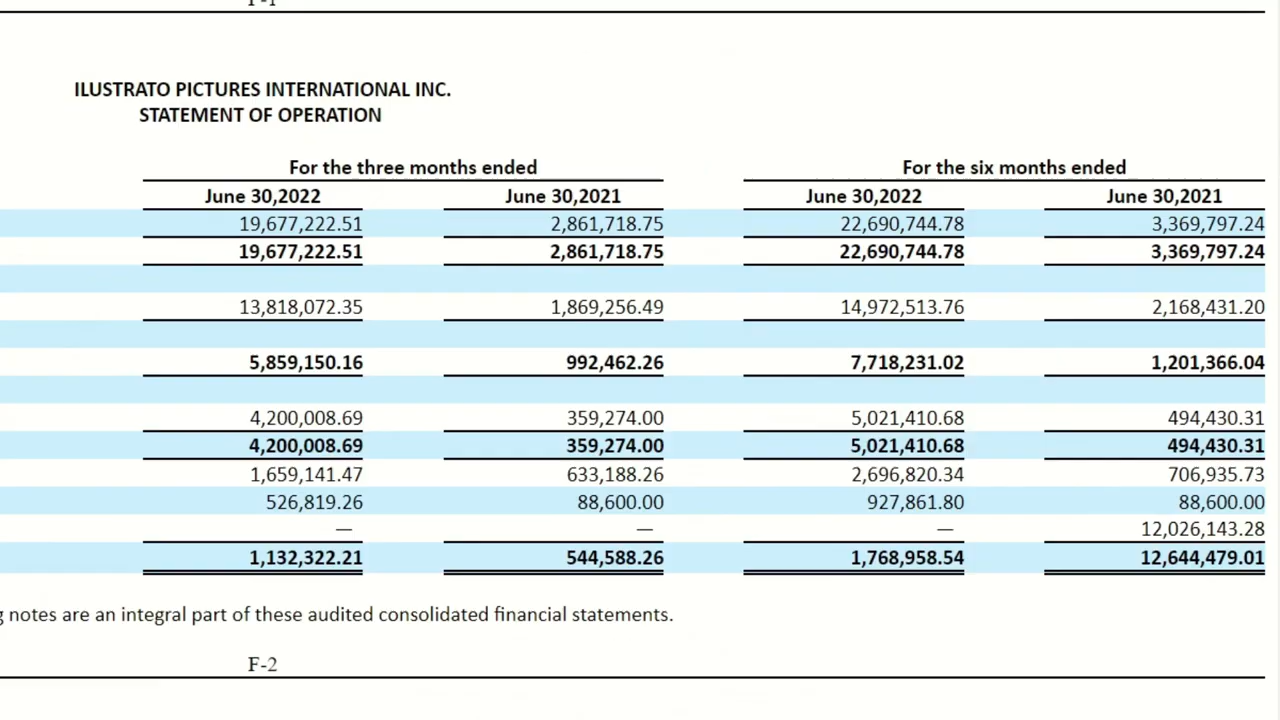 F-1
ILUSTRATO PICTURES INTERNATIONAL INC.
STATEMENT OF OPERATION
For the three months ended For the six months ended
June 30,2022 June 30,2021 June 30,2022 June 30,2021
19,677,222.51 2,861,718.75 22,690,744.78 3,369,797.24
19,677,222.51 2,861,718.75 22,690,744.78 3,369,797.24
13,818,072.35 1,869,256.49 14,972,513.76 2,168,431.20
5,859,150.16 992,462.26 7,718,231.02 1,201,366.04
4,200,008.69 359,274.00 5,021,410.68 494,430.31
4,200,008.69 359,274.00 5,021,410.68 494,430.31
1,659,141.47 633,188.26 2,696,820.34 706,935.73
526,819.26 88,600.00 927,861.80 88,600.00
— — — 12,026,143.28
1,132,322.21 544,588.26 1,768,958.54 12,644,479.01
g notes are an integral part of these audited consolidated financial statements.
F-2